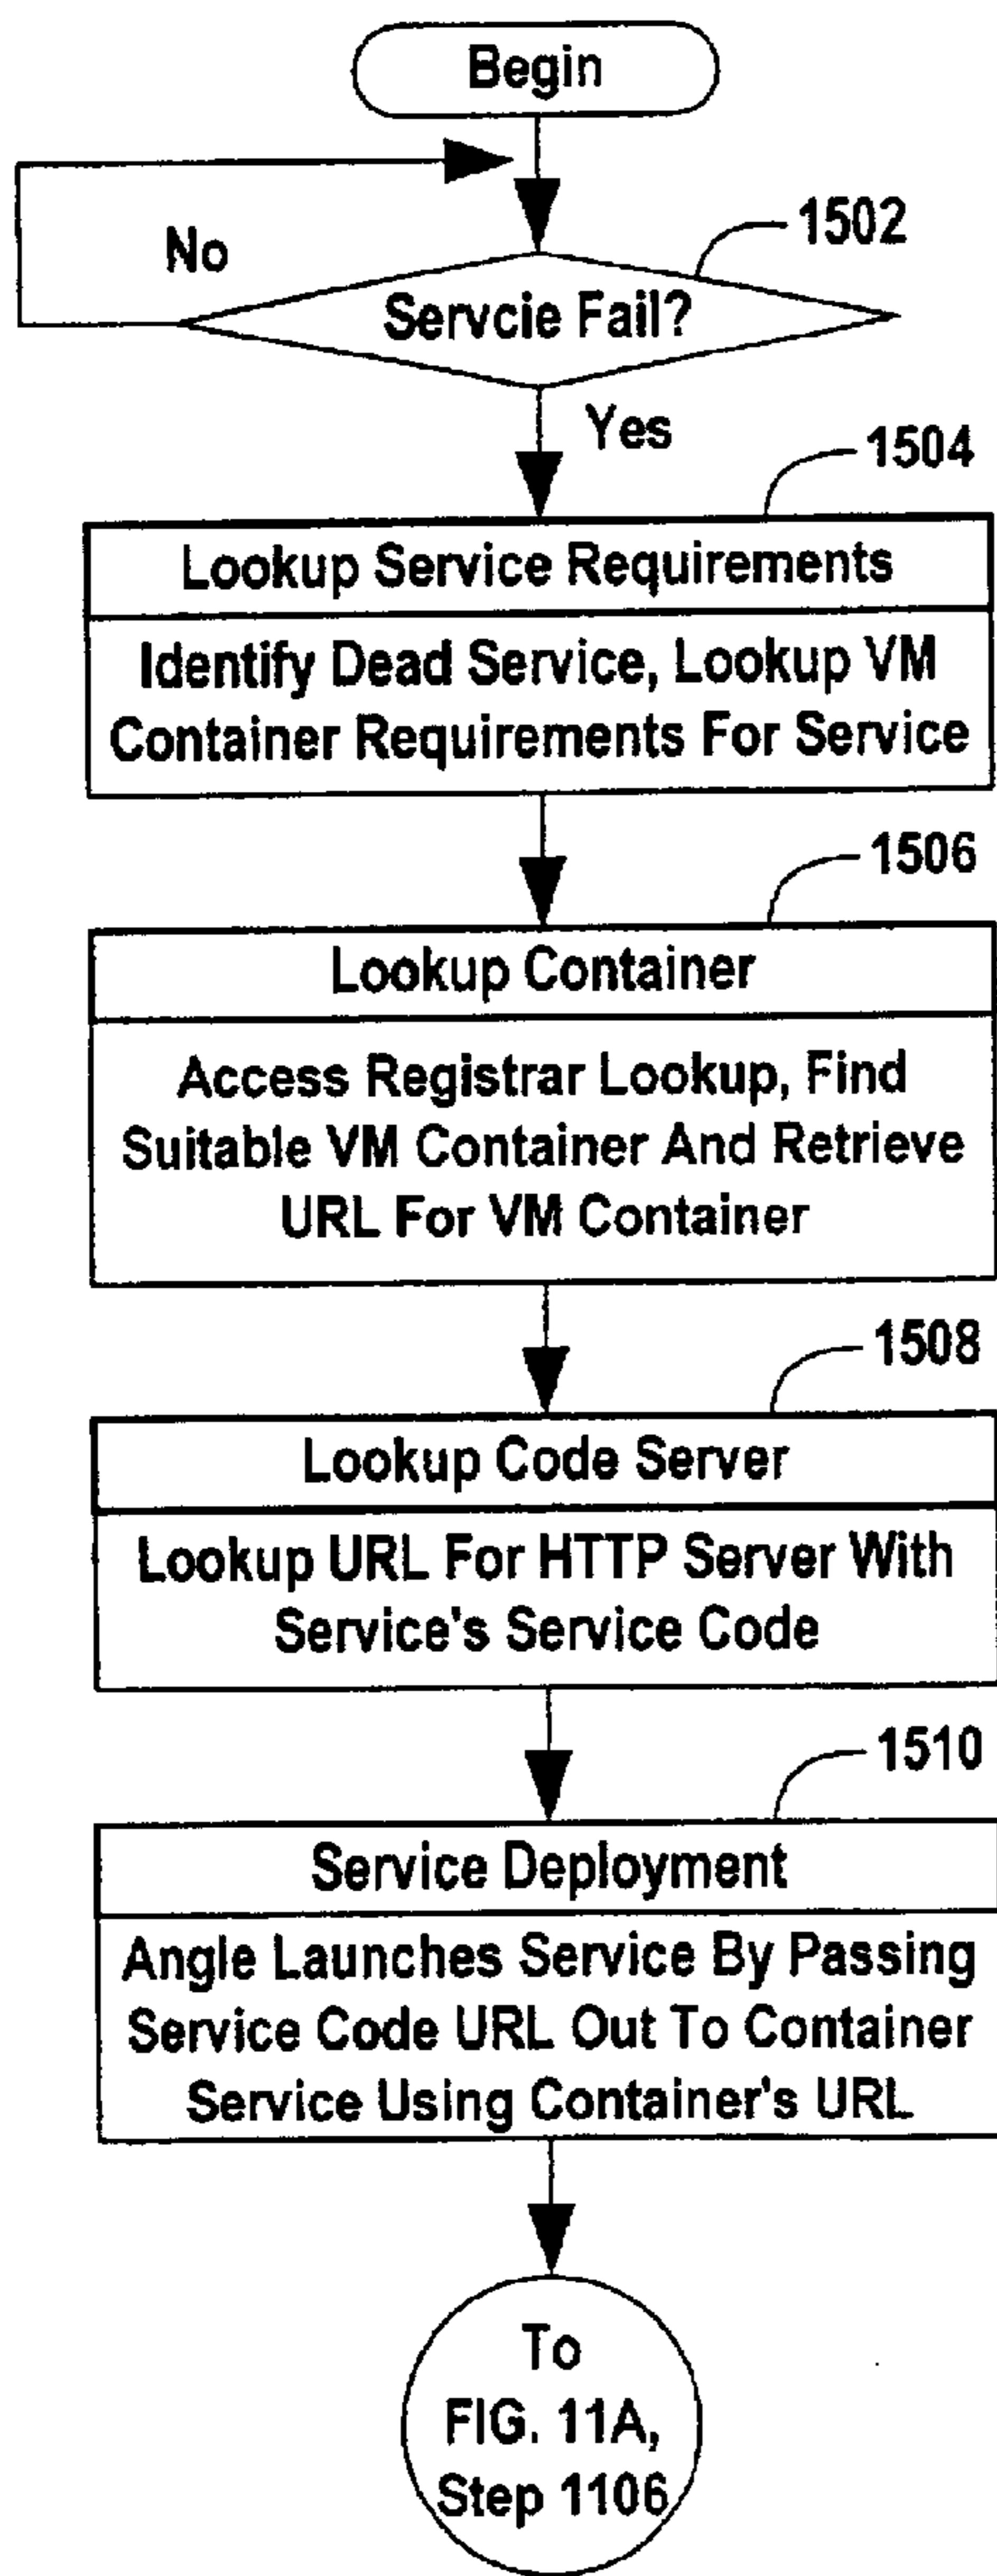 Begin
No
1502
Servcie Fail?
Yes
1504
Lookup Service Requirements
Identify Dead Service, Lookup VM
Container Requirements For Service
1506
Lookup Container
Access Registrar Lookup, Find
Suitable VM Container And Retrieve
URL For VM Container
1508
Lookup Code Server
Lookup URL For HTTP Server With
Service's Service Code
1510
Service Deployment
Angle Launches Service By Passing
Service Code URL Out To Container
Service Using Container's URL
To
FIG. 11A,
Step 1106